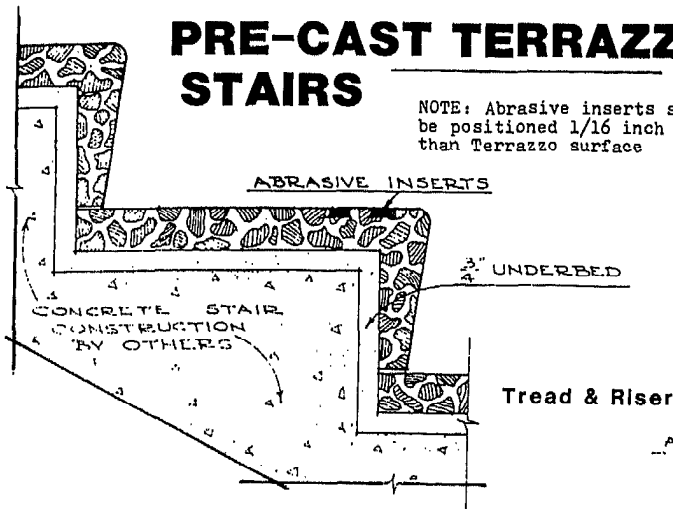 PRE-CAST TERRAZZ
STAIRS
NOTE: Abrasive inserts s
be positioned 1/16 inch
than Terrazzo surface
ABRASIVE INSERTS
3/4" UNDERBED
CONCRETE STAIR
CONSTRUCTION
BY OTHERS
Tread & Riser